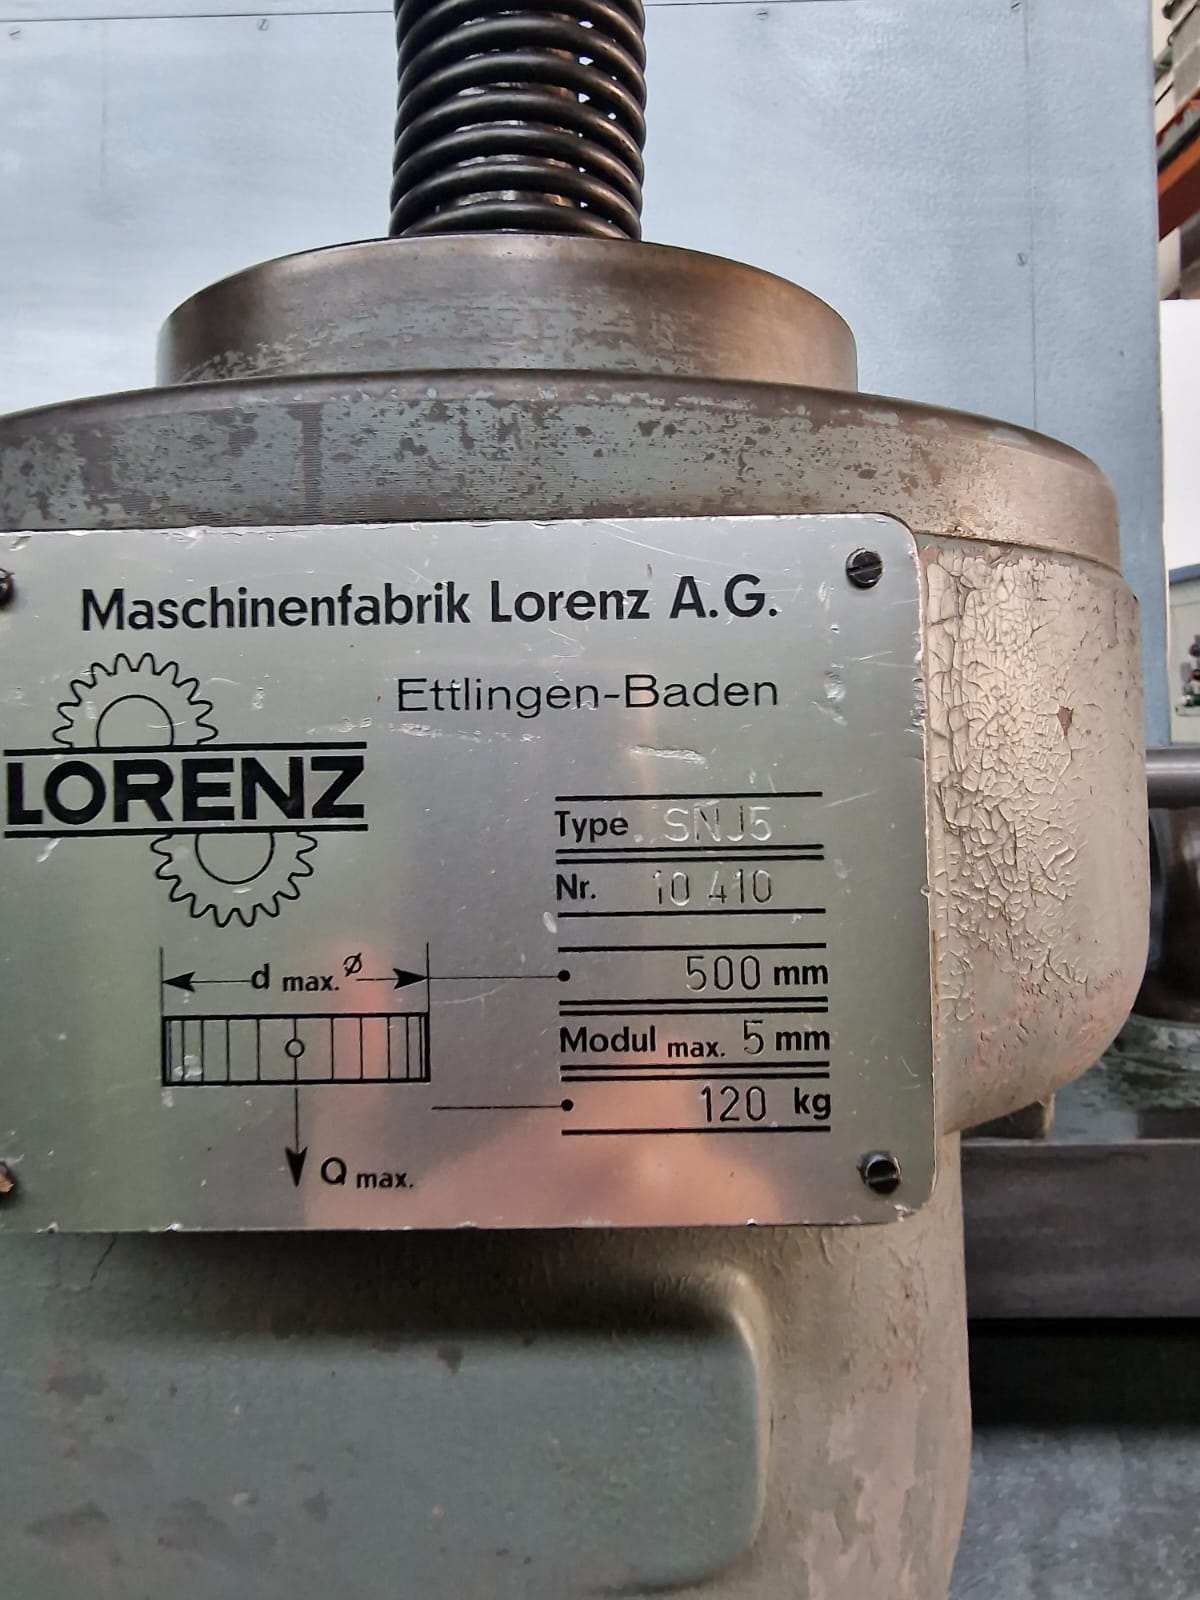 Maschinenfabrik Lorenz A.G.
Ettlingen-Baden
LORENZ
Type SNJ5
Nr. 10 410
d max. ø 500 mm
Modul max. 5 mm
120 kg
Q max.